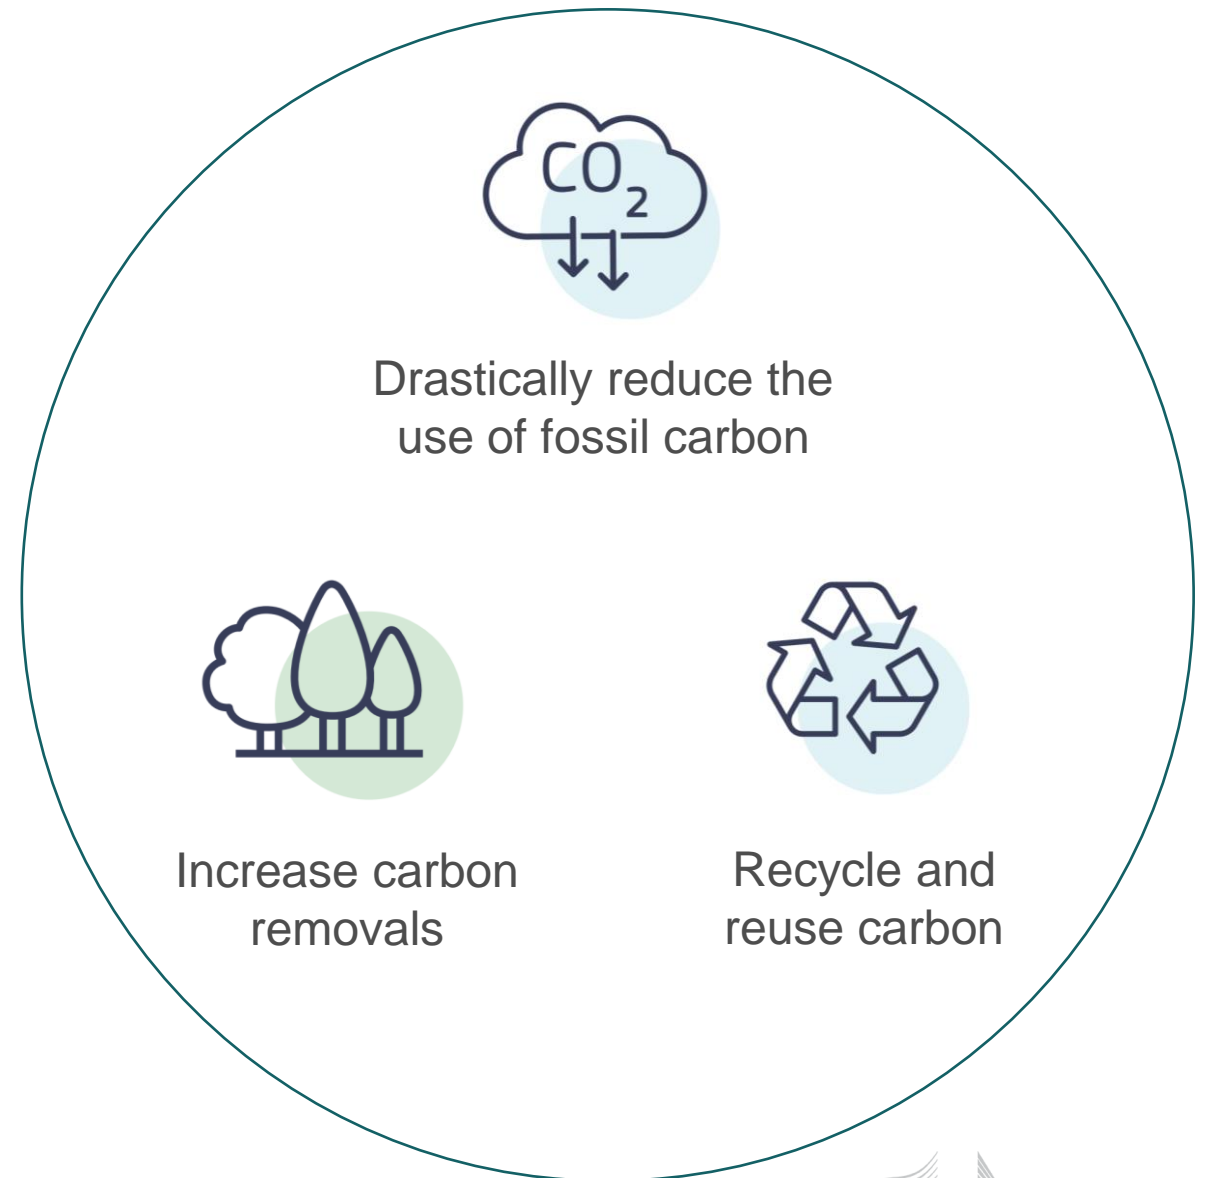 CO₂
Drastically reduce the
use of fossil carbon
Increase carbon
removals
Recycle and
reuse carbon